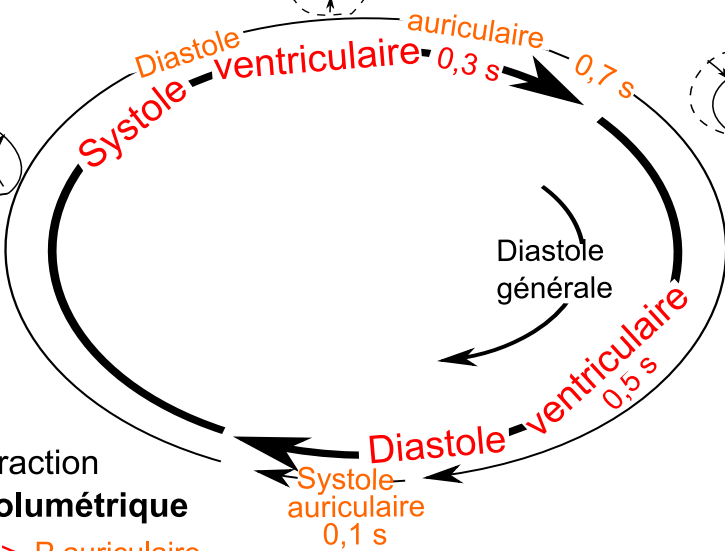 Diastole auriculaire 0,7 s
Systole ventriculaire 0,3 s
Diastole
générale
Diastole ventriculaire
0,5 s
Systole
auriculaire
0,1 s
raction
olumétrique
> P auriculaire